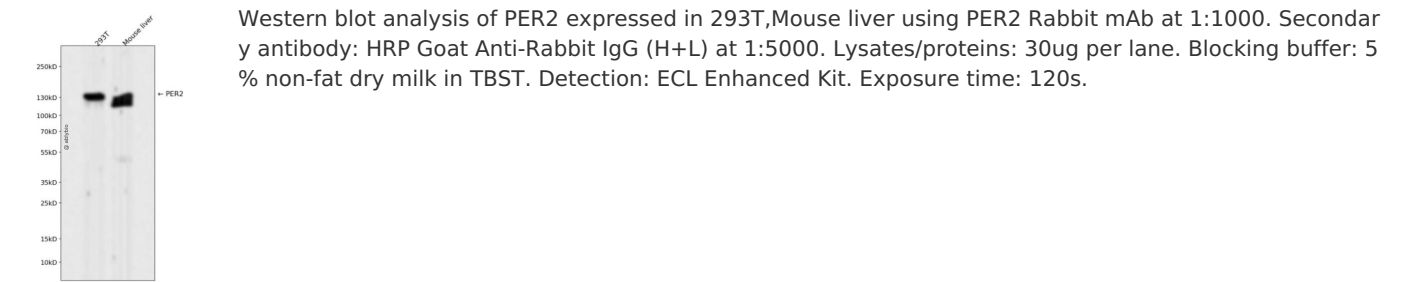 Western blot analysis of PER2 expressed in 293T,Mouse liver using PER2 Rabbit mAb at 1:1000. Secondar
y antibody: HRP Goat Anti-Rabbit IgG (H+L) at 1:5000. Lysates/proteins: 30ug per lane. Blocking buffer: 5
% non-fat dry milk in TBST. Detection: ECL Enhanced Kit. Exposure time: 120s.
293T
Mouse liver
250kD
130kD
← PER2
100kD
70kD
55kD
35kD
25kD
15kD
10kD